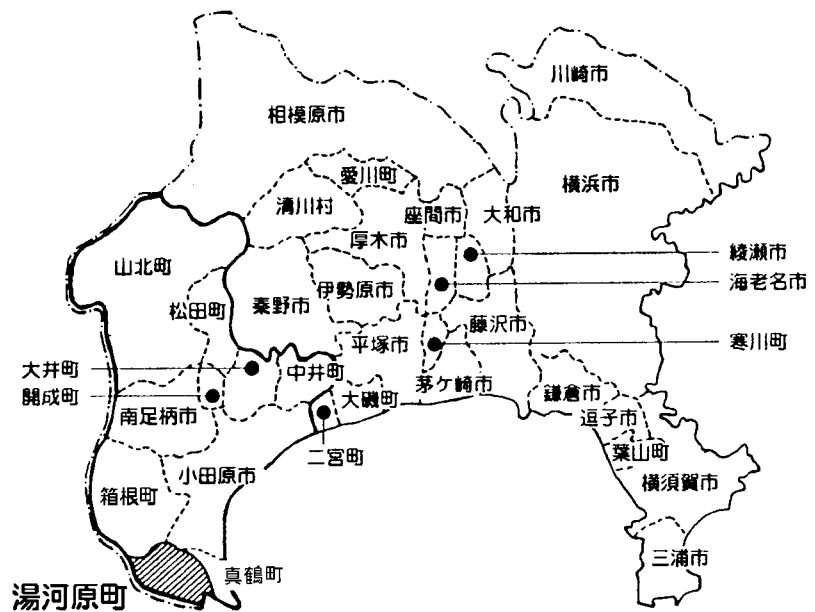 川崎市
相模原市
愛川町
横浜市
清川村
座間市
大和市
厚木市
綾瀬市
山北町
海老名市
伊勢原市
秦野市
松田町
藤沢市
寒川町
平塚市
大井町
中井町
茅ケ崎市
開成町
大磯町
鎌倉市
南足柄市
逗子市
葉山町
二宮町
小田原市
横須賀市
箱根町
三浦市
真鶴町
湯河原町